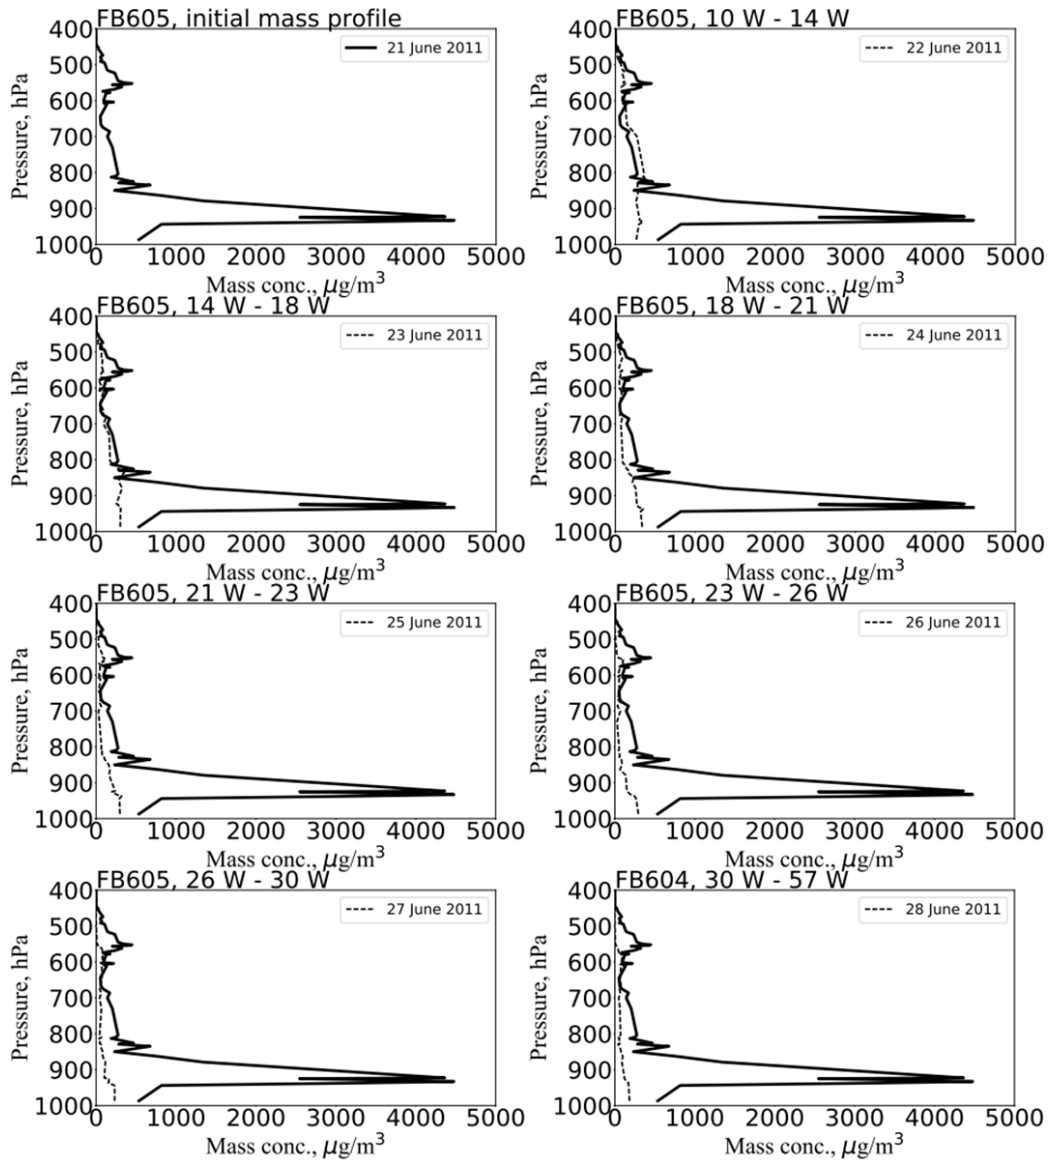 FB605, initial mass profile
400
500
600
700
800
900
1000
Pressure, hPa
21 June 2011
0 1000 2000 3000 4000 5000
Mass conc., μg/m³
FB605, 10 W - 14 W
400
500
600
700
800
900
1000
Pressure, hPa
22 June 2011
0 1000 2000 3000 4000 5000
Mass conc., μg/m³
FB605, 14 W - 18 W
400
500
600
700
800
900
1000
Pressure, hPa
23 June 2011
0 1000 2000 3000 4000 5000
Mass conc., μg/m³
FB605, 18 W - 21 W
400
500
600
700
800
900
1000
Pressure, hPa
24 June 2011
0 1000 2000 3000 4000 5000
Mass conc., μg/m³
FB605, 21 W - 23 W
400
500
600
700
800
900
1000
Pressure, hPa
25 June 2011
0 1000 2000 3000 4000 5000
Mass conc., μg/m³
FB605, 23 W - 26 W
400
500
600
700
800
900
1000
Pressure, hPa
26 June 2011
0 1000 2000 3000 4000 5000
Mass conc., μg/m³
FB605, 26 W - 30 W
400
500
600
700
800
900
1000
Pressure, hPa
27 June 2011
0 1000 2000 3000 4000 5000
Mass conc., μg/m³
FB604, 30 W - 57 W
400
500
600
700
800
900
1000
Pressure, hPa
28 June 2011
0 1000 2000 3000 4000 5000
Mass conc., μg/m³